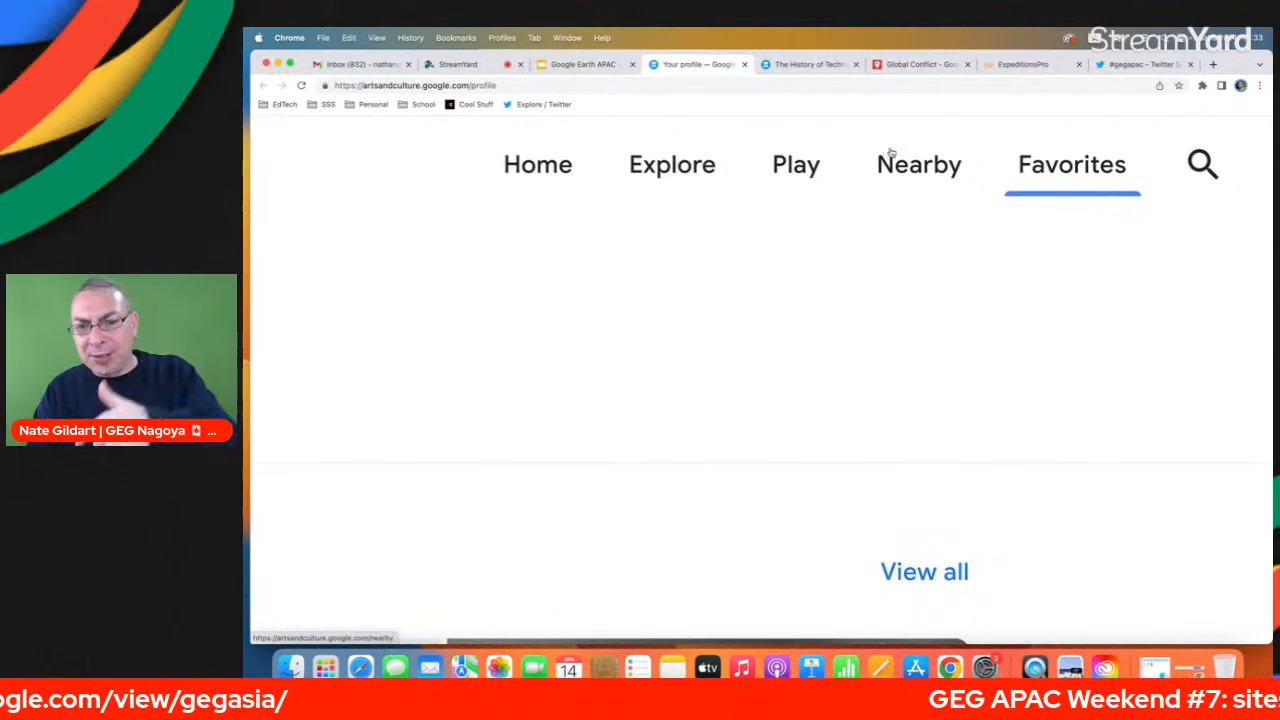 StreamYard
Chrome File Edit View History Bookmarks Profiles Tab Window Help
Inbox (832) - nathan StreamYard Google Earth APAC Your profile — Google The History of Techn Global Conflict - Goo ExpeditionsPro #gegapac - Twitter S
https://artsandculture.google.com/profile
EdTech SSS Personal School Cool Stuff Explore / Twitter
Home Explore Play Nearby Favorites
View all
https://artsandculture.google.com/nearby
Nate Gildart | GEG Nagoya ...
14
tv
ogle.com/view/gegasia/ GEG APAC Weekend #7: sites